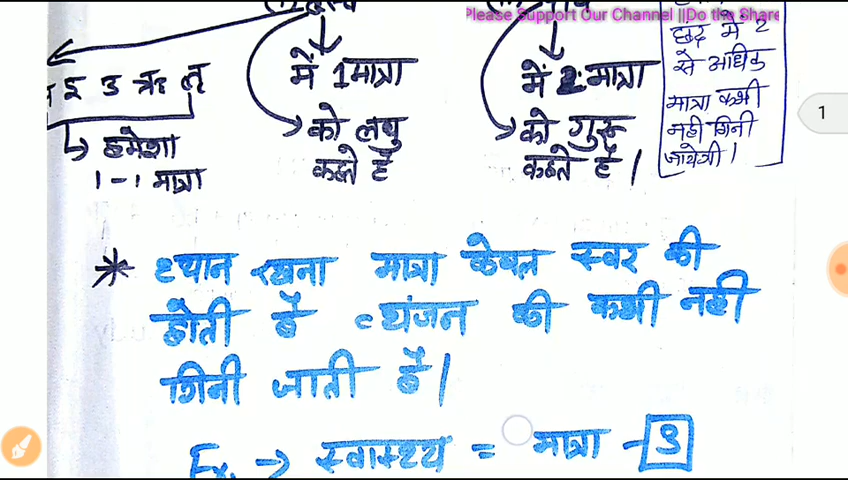 Please Support Our Channel ||Do the Share
छंद में 2
से अधिक
मात्रा कभी
नही गिनी
जायेगी।
में 1 मात्रा
को लघु
कहते हैं
में 2 मात्रा
को गुरू
कहते हैं।
इ उ ऋ लृ
हमेशा
1-1 मात्रा
1
* ध्यान रखना मात्रा केवल स्वर की
होती हैं व्यंजन की कभी नही
गिनी जाती हैं।
Ex. → स्वास्थ्य = मात्रा -